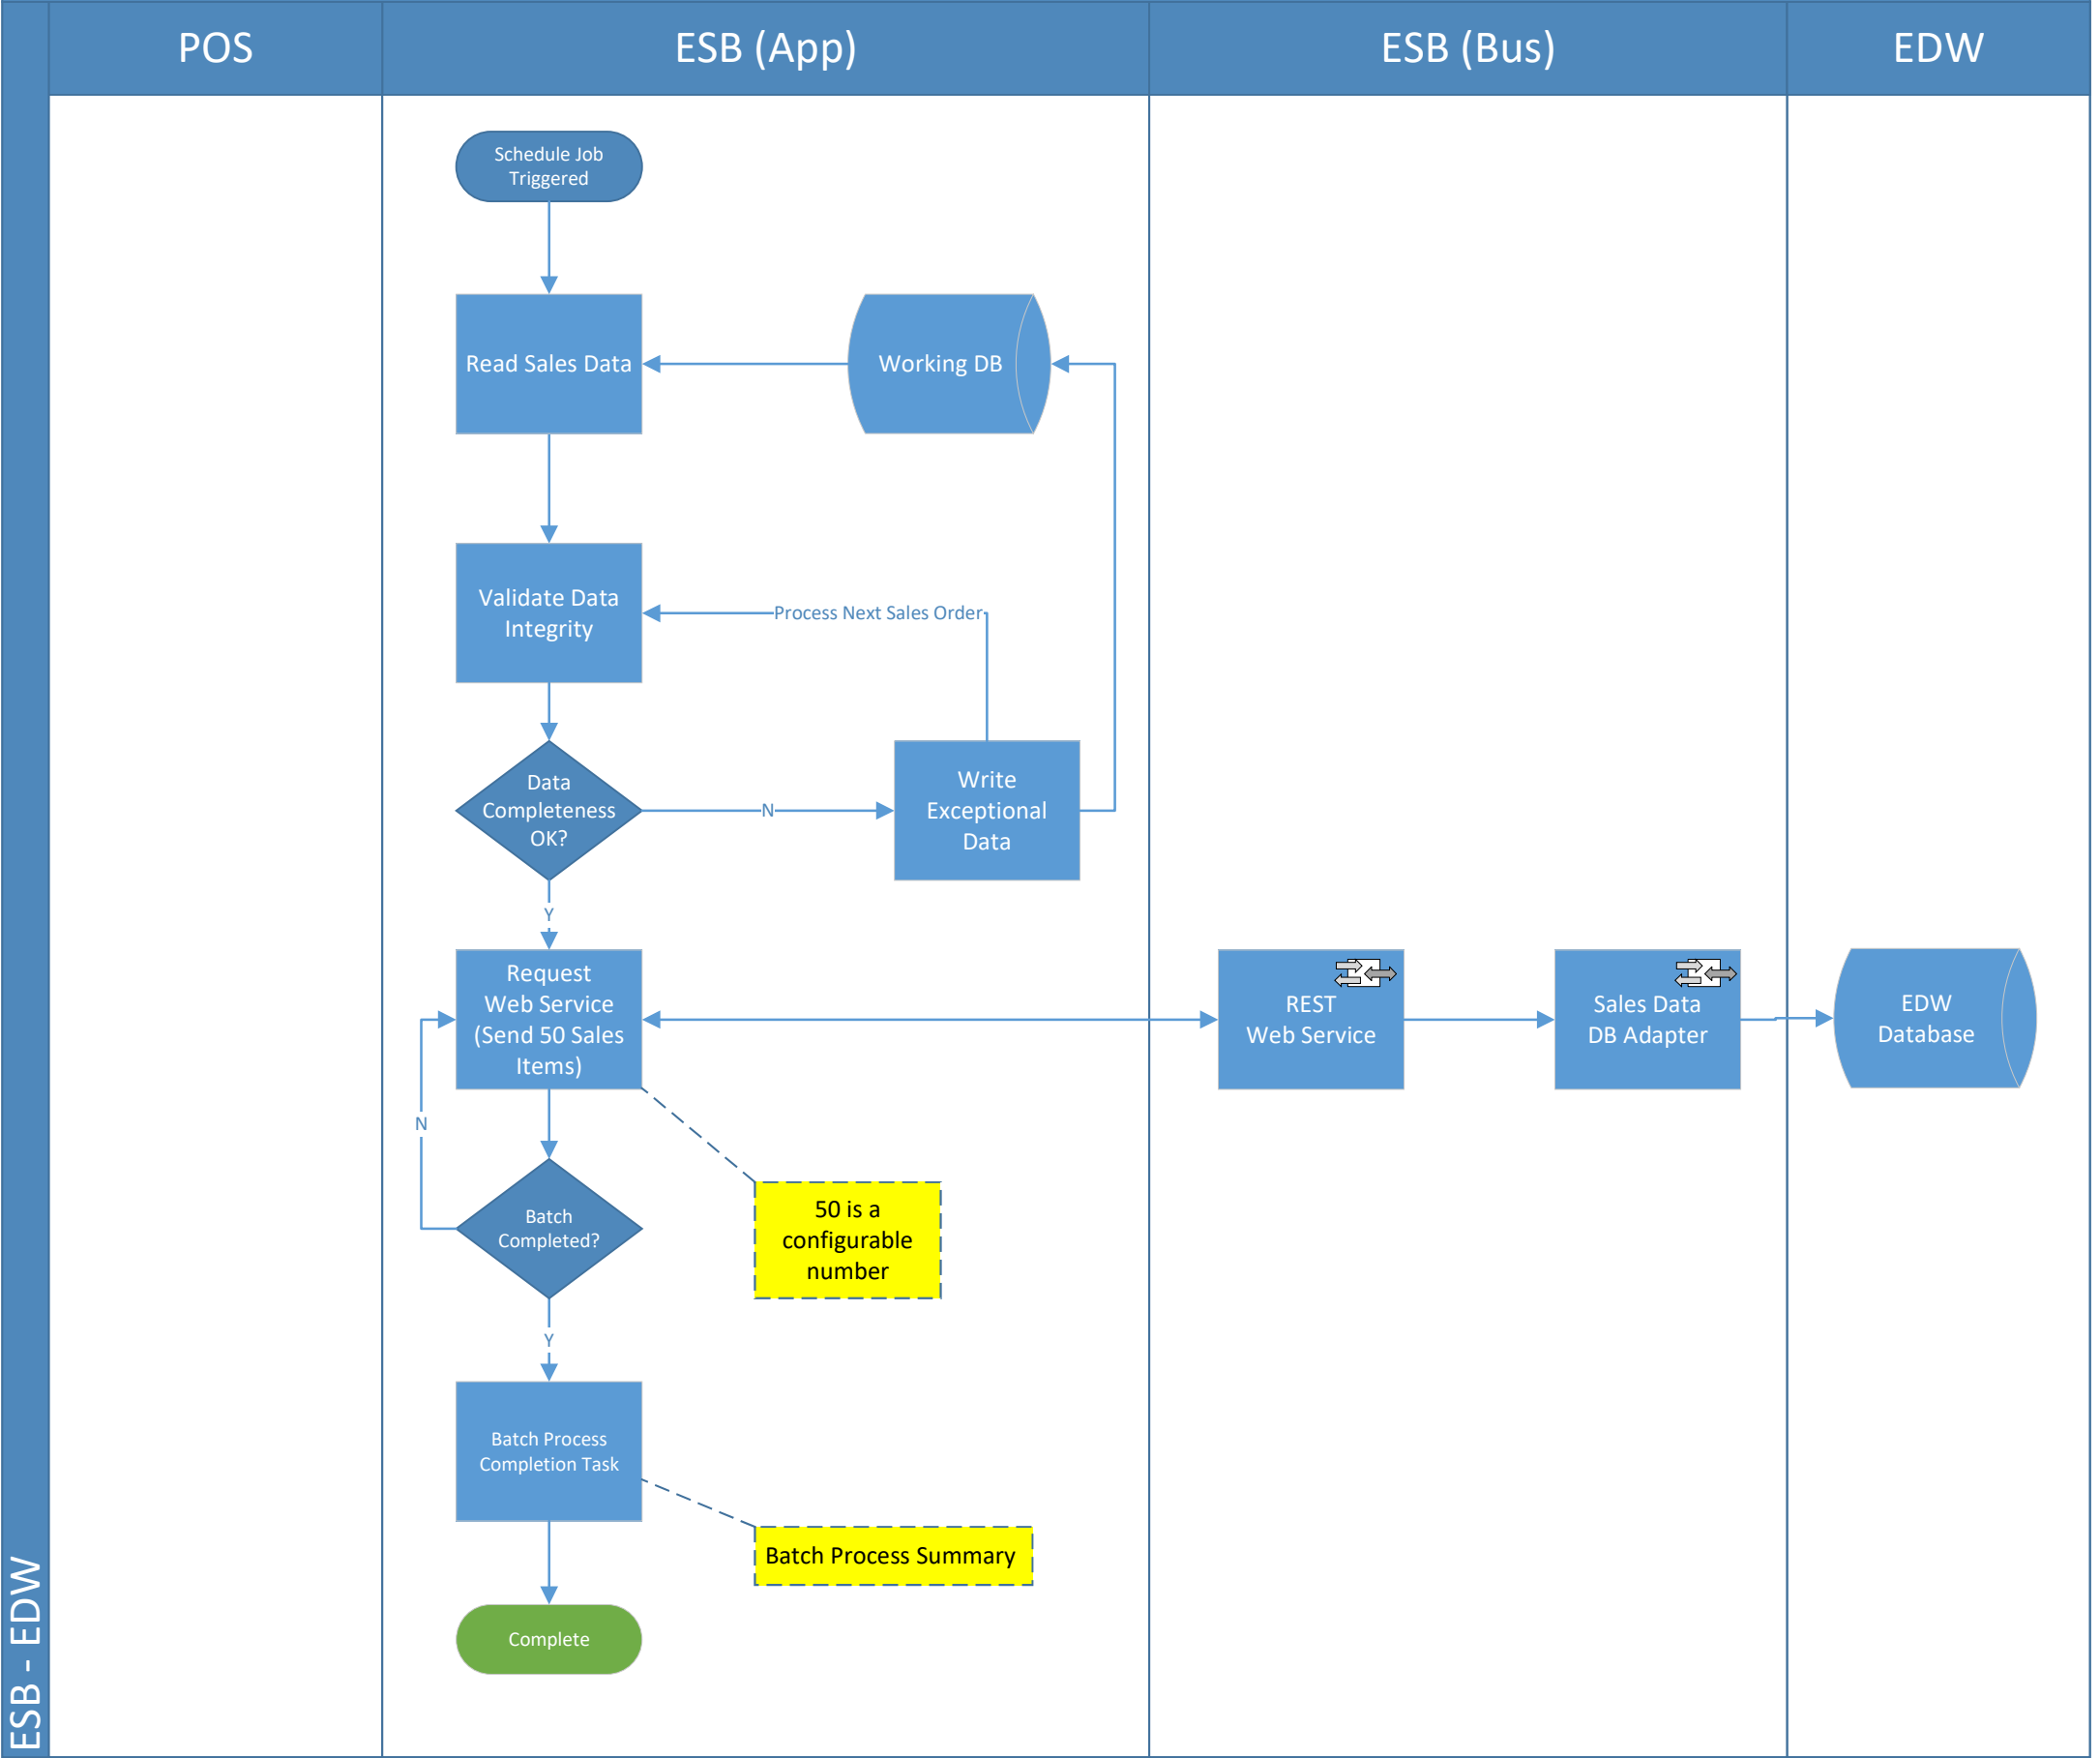 POS
ESB (App)
ESB (Bus)
EDW
Schedule Job
Triggered
Read Sales Data
Working DB
Validate Data
Integrity
Process Next Sales Order
Data
Completeness
OK?
N
Write
Exceptional
Data
Y
Request
Web Service
(Send 50 Sales
Items)
REST
Web Service
Sales Data
DB Adapter
EDW
Database
N
50 is a
configurable
number
Batch
Completed?
Y
Batch Process
Completion Task
Batch Process Summary
Complete
ESB - EDW